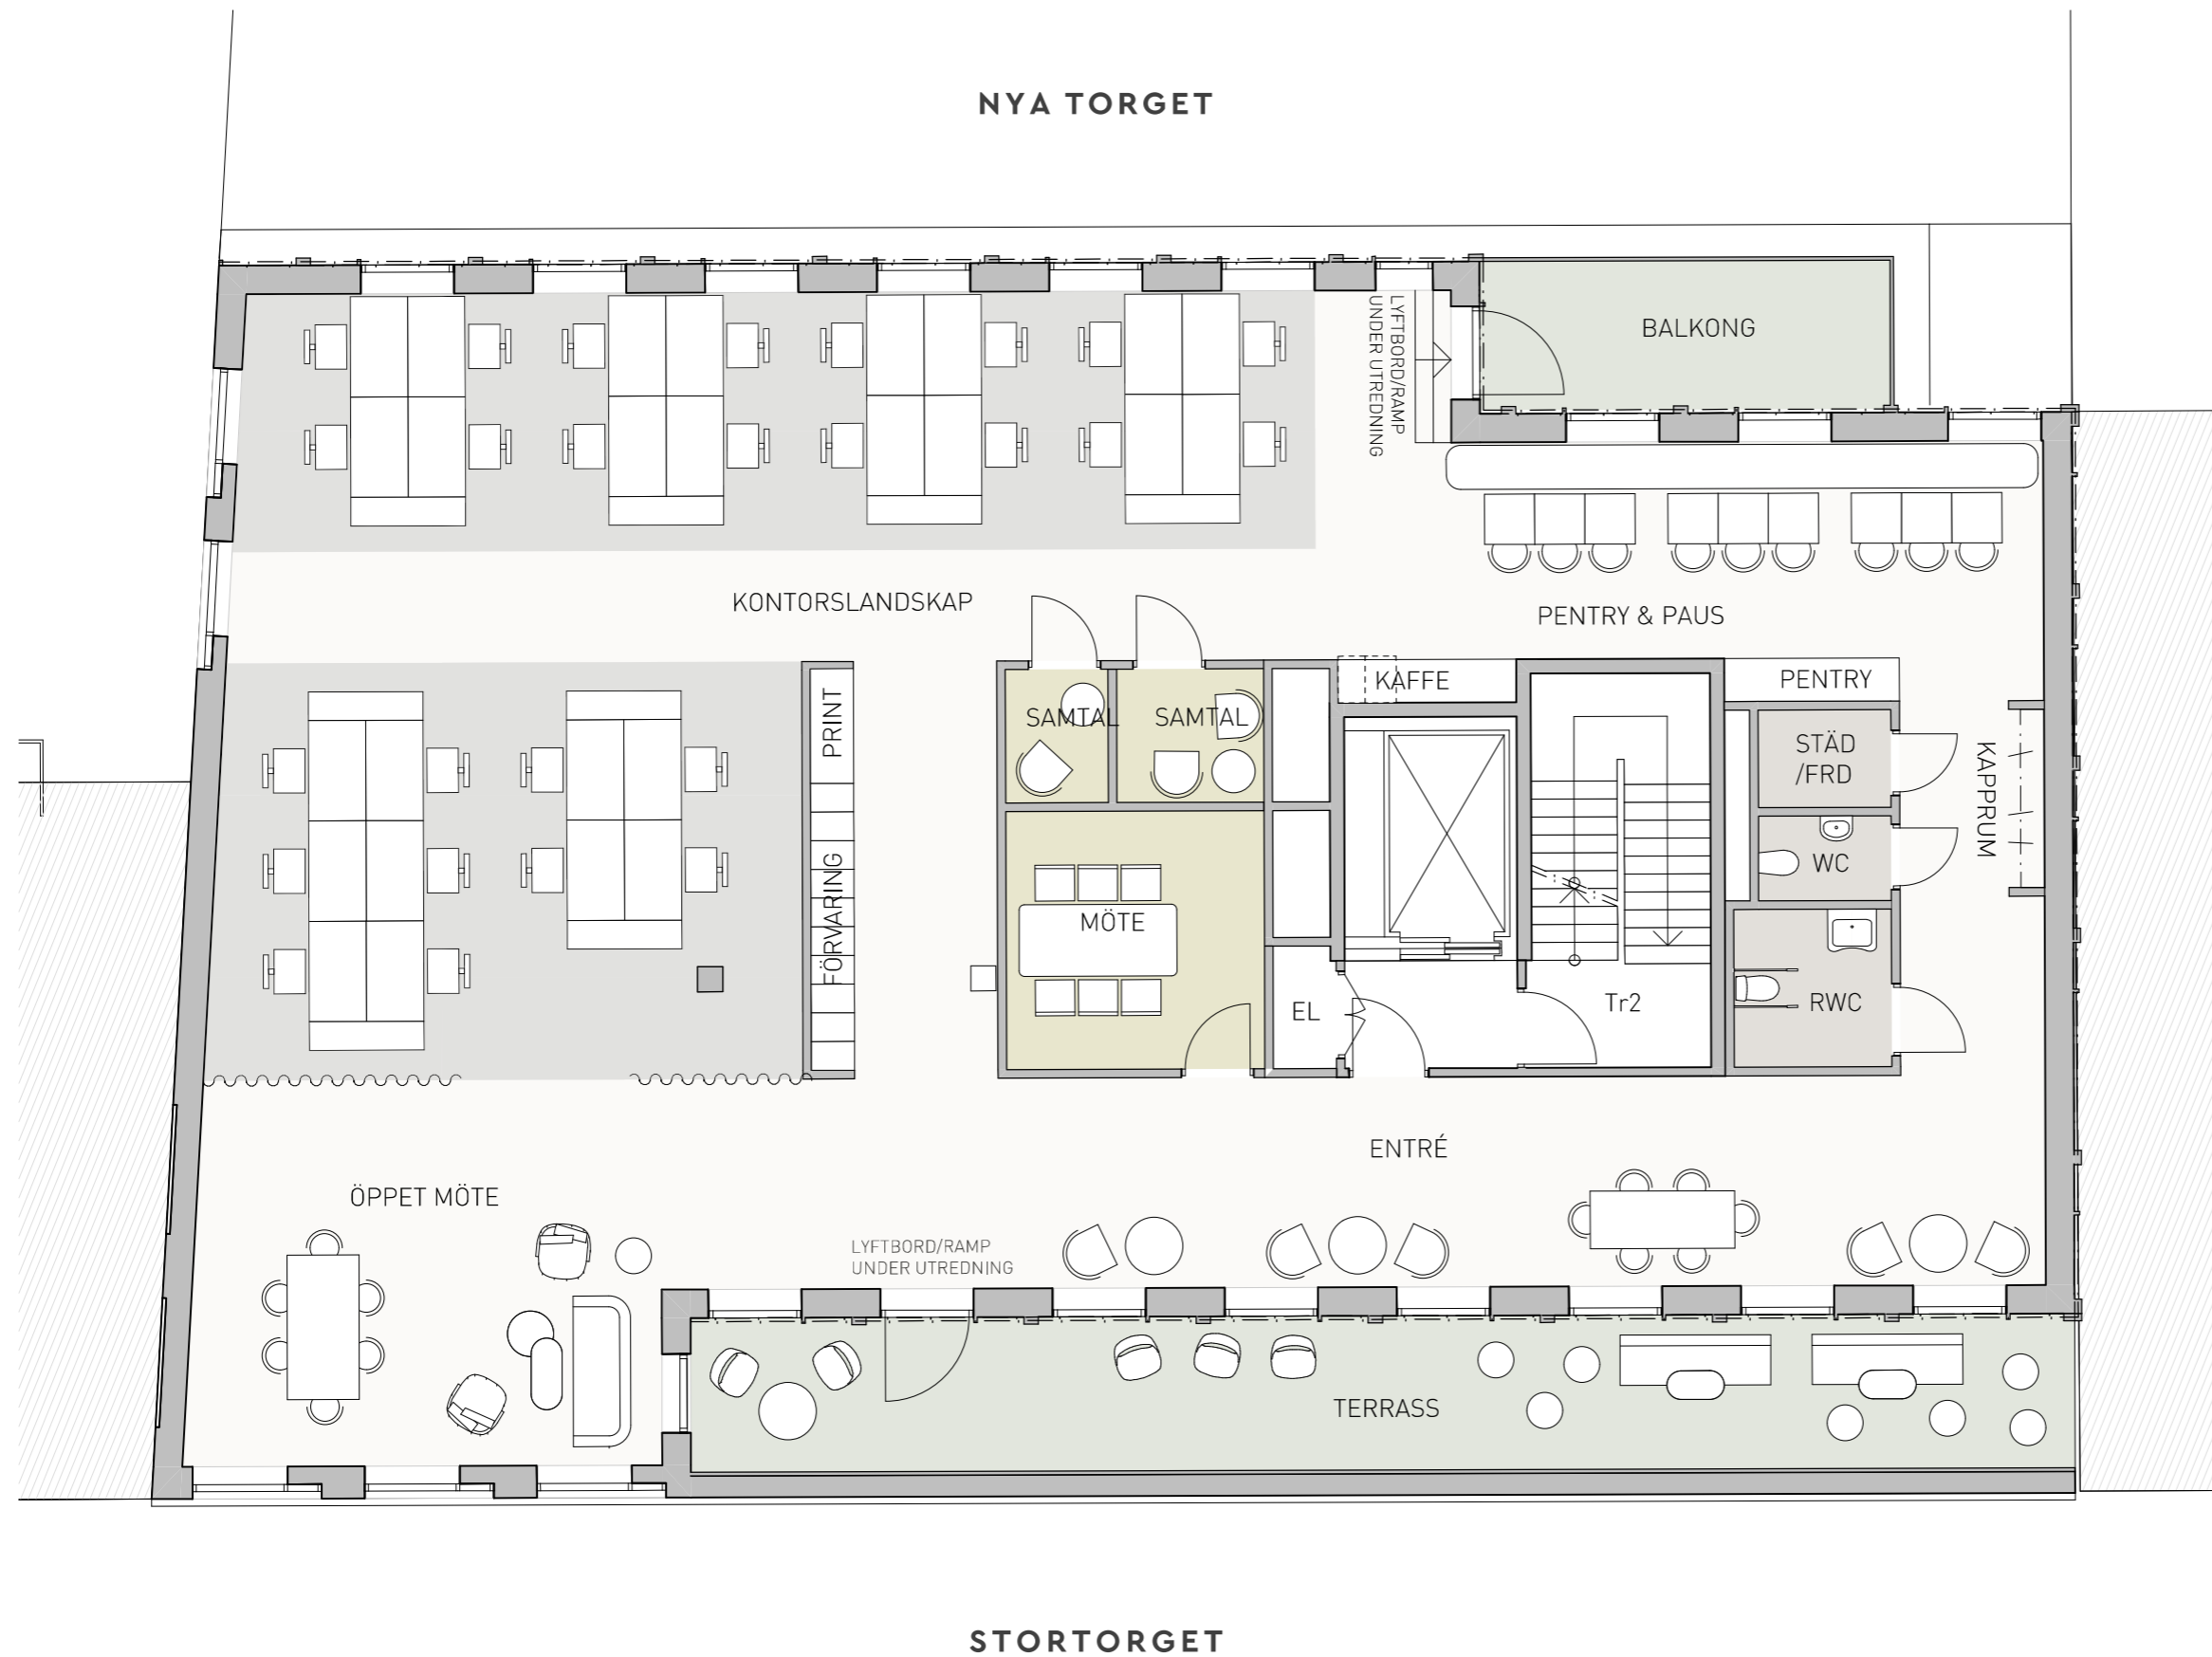 NYA TORGET
LYFTBORD/RAMP
UNDER UTREDNING
BALKONG
KONTORSLANDSKAP
PENTRY & PAUS
PRINT
SAMTAL
SAMTAL
KAFFE
PENTRY
STÄD
/FRD
KAPPRUM
FÖRVARING
WC
MÖTE
EL
Tr2
RWC
ENTRÉ
ÖPPET MÖTE
LYFTBORD/RAMP
UNDER UTREDNING
TERRASS
STORTORGET